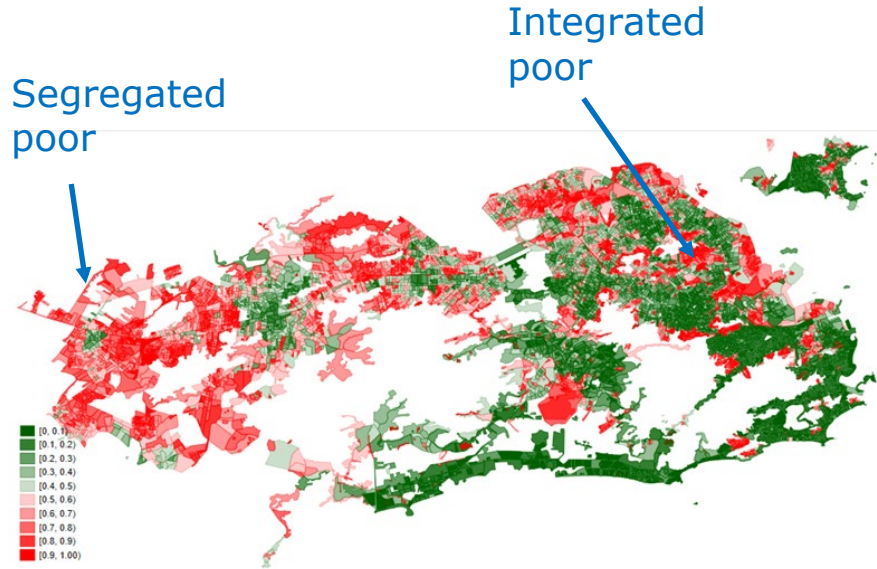 Integrated
poor
Segregated
poor
[0, 0.1)
[0.1, 0.2)
[0.2, 0.3)
[0.3, 0.4)
[0.4, 0.5)
[0.5, 0.6)
[0.6, 0.7)
[0.7, 0.8)
[0.8, 0.9)
[0.9, 1.00)